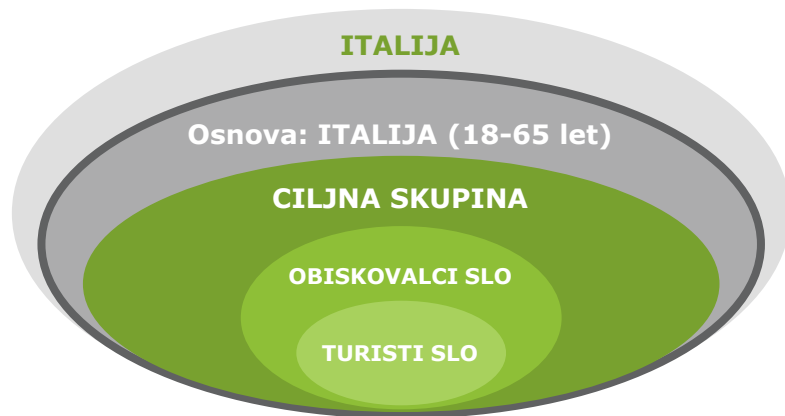 ITALIJA
Osnova: ITALIJA (18-65 let)
CILJNA SKUPINA
OBISKOVALCI SLO
TURISTI SLO